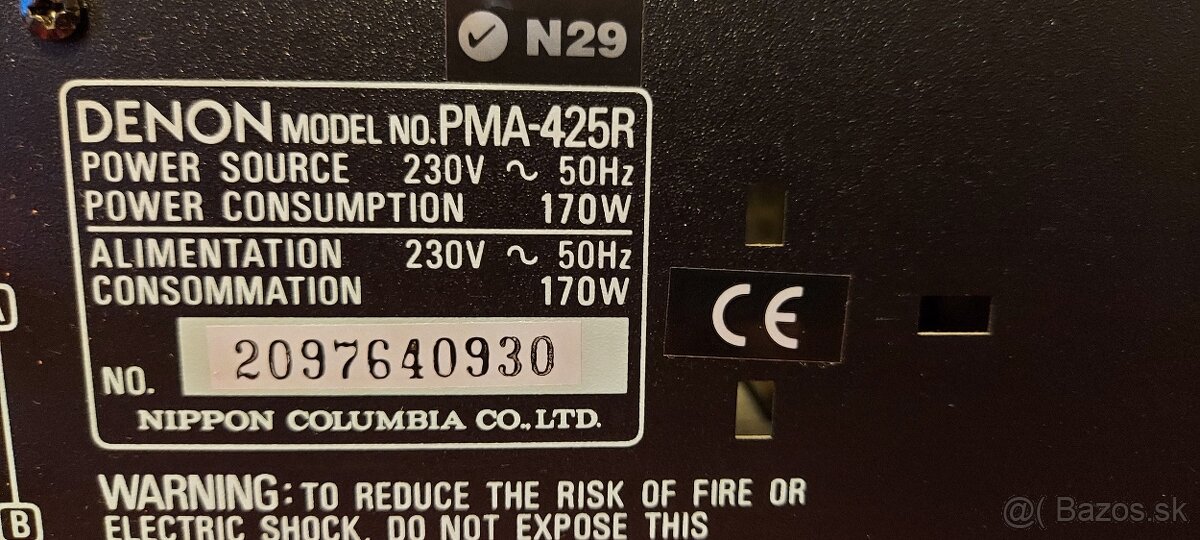 N29
DENON MODEL NO. PMA-425R
POWER SOURCE 230V ~ 50Hz
POWER CONSUMPTION 170W
ALIMENTATION 230V ~ 50Hz
CONSOMMATION 170W
CE
NO. 2097640930
NIPPON COLUMBIA CO., LTD.
WARNING: TO REDUCE THE RISK OF FIRE OR
B ELECTRIC SHOCK, DO NOT EXPOSE THIS
@( Bazos.sk